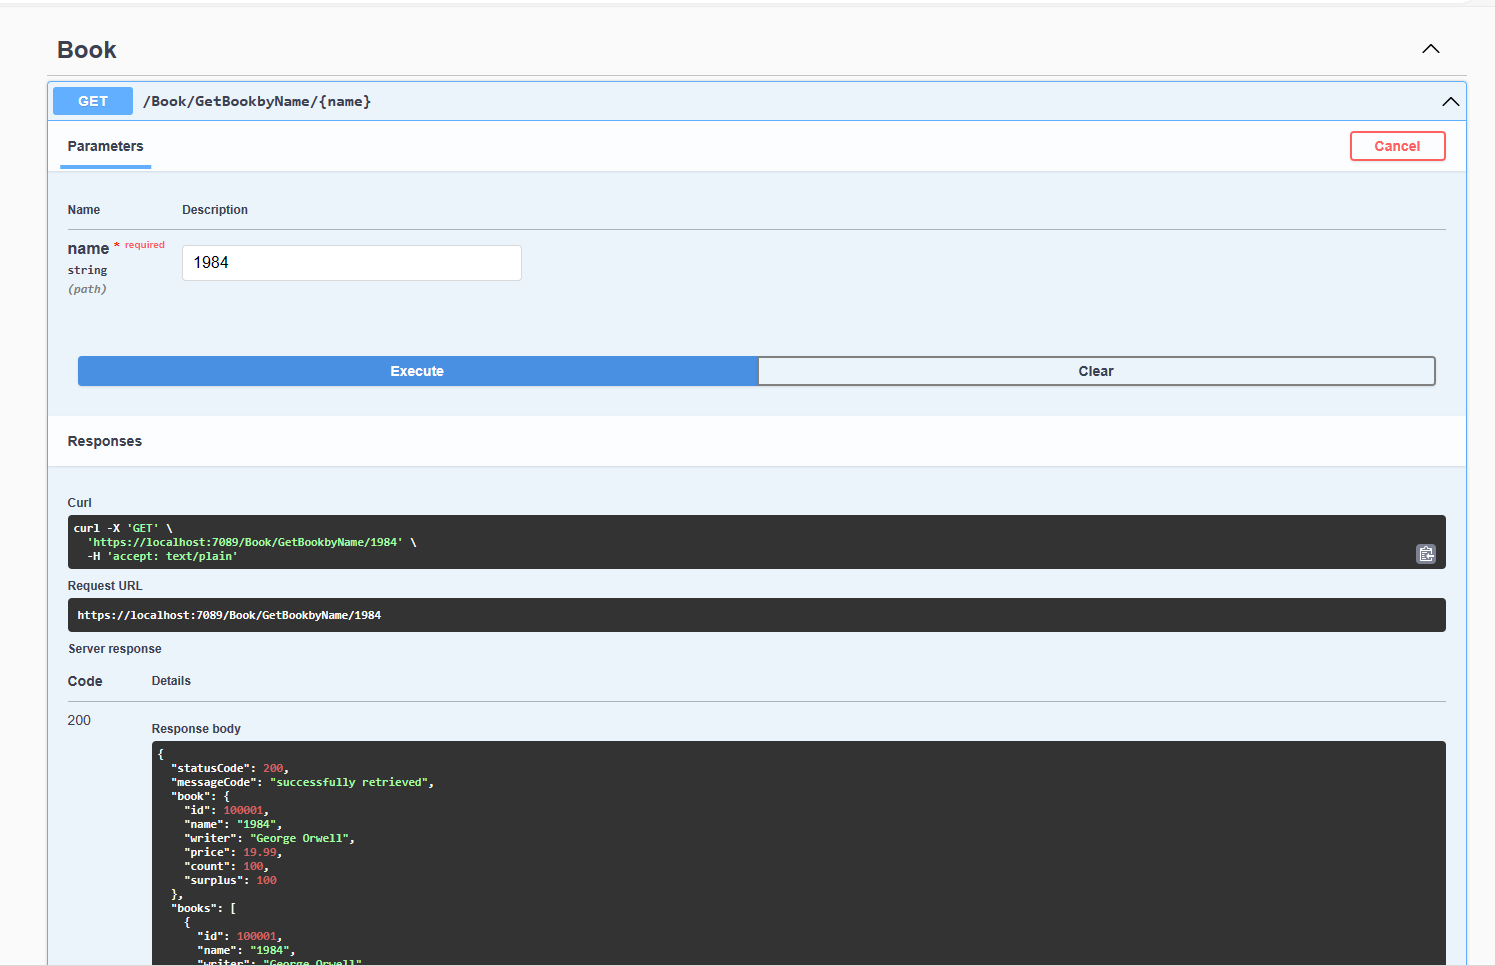 Book
GET /Book/GetBookbyName/{name}
Parameters
Cancel
Name Description
name * required
string
(path)
1984
Execute
Clear
Responses
Curl
curl -X 'GET' \
'https://localhost:7089/Book/GetBookbyName/1984' \
-H 'accept: text/plain'
Request URL
https://localhost:7089/Book/GetBookbyName/1984
Server response
Code Details
200
Response body
{
"statusCode": 200,
"messageCode": "successfully retrieved",
"book": {
"id": 100001,
"name": "1984",
"writer": "George Orwell",
"price": 19.99,
"count": 100,
"surplus": 100
},
"books": [
{
"id": 100001,
"name": "1984",
"writer": "George Orwell"